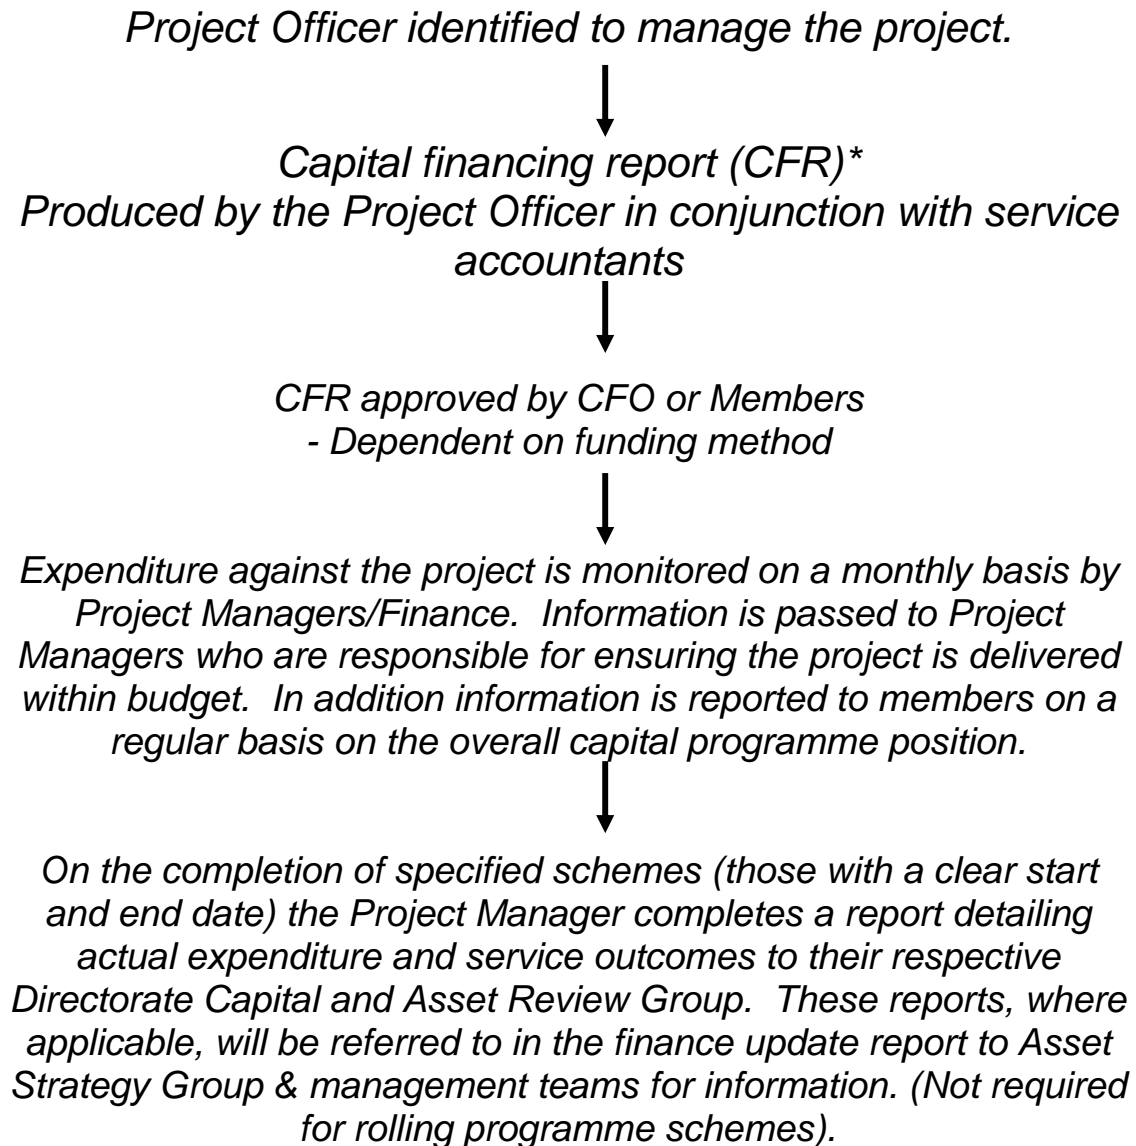 Project Officer identified to manage the project.
Capital financing report (CFR)*
Produced by the Project Officer in conjunction with service
accountants
CFR approved by CFO or Members
- Dependent on funding method
Expenditure against the project is monitored on a monthly basis by
Project Managers/Finance.  Information is passed to Project
Managers who are responsible for ensuring the project is delivered
within budget.  In addition information is reported to members on a
regular basis on the overall capital programme position.
On the completion of specified schemes (those with a clear start
and end date) the Project Manager completes a report detailing
actual expenditure and service outcomes to their respective
Directorate Capital and Asset Review Group.  These reports, where
applicable, will be referred to in the finance update report to Asset
Strategy Group & management teams for information. (Not required
for rolling programme schemes).